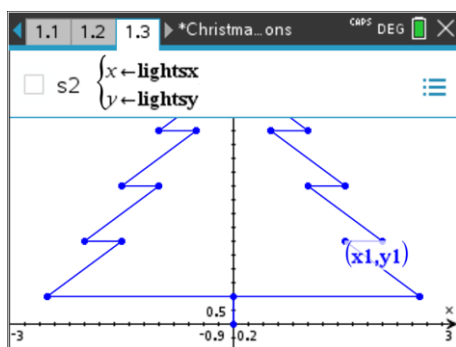 1.1 1.2 1.3 *Christma…ons CAPS DEG
s2 {x←lightsx
y←lightsy
(x1,y1)
0.5 x
-3 -0.9 0.2 3